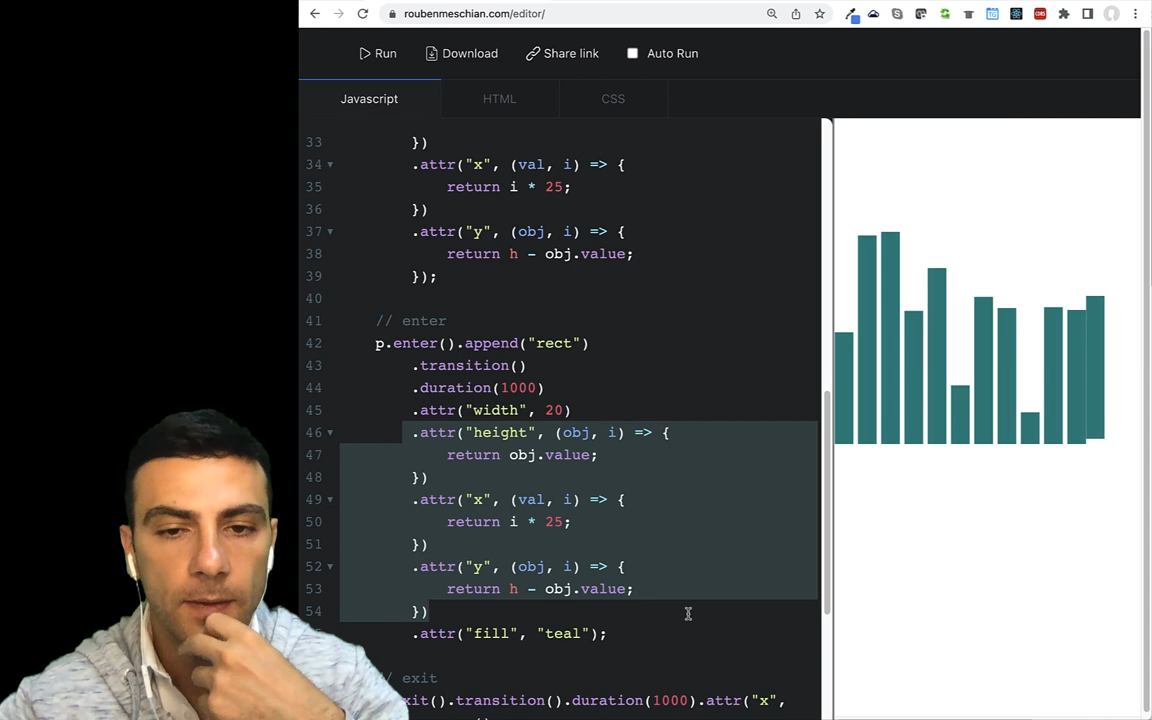 roubenmeschian.com/editor/
Run Download Share link Auto Run
Javascript HTML CSS
33 })
34 .attr("x", (val, i) => {
35 return i * 25;
36 })
37 .attr("y", (obj, i) => {
38 return h - obj.value;
39 });
40
41 // enter
42 p.enter().append("rect")
43 .transition()
44 .duration(1000)
45 .attr("width", 20)
46 .attr("height", (obj, i) => {
47 return obj.value;
48 })
49 .attr("x", (val, i) => {
50 return i * 25;
51 })
52 .attr("y", (obj, i) => {
53 return h - obj.value;
54 })
.attr("fill", "teal");
exit
xit().transition().duration(1000).attr("x",